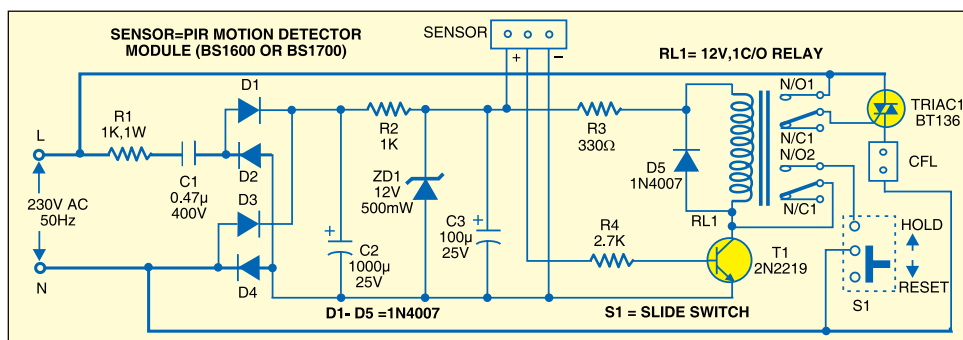 SENSOR=PIR MOTION DETECTOR
MODULE (BS1600 OR BS1700)
SENSOR
+
–
RL1= 12V,1C/O RELAY
N/O1
N/C1
N/O2
N/C1
TRIAC1
BT136
CFL
L
230V AC
50Hz
N
R1
1K,1W
C1
0.47µ
400V
D1
D2
D3
D4
+
C2
1000µ
25V
R2
1K
ZD1
12V
500mW
+
C3
100µ
25V
R3
330Ω
D5
1N4007
RL1
R4
2.7K
T1
2N2219
HOLD
RESET
S1
D1- D5 =1N4007
S1 = SLIDE SWITCH